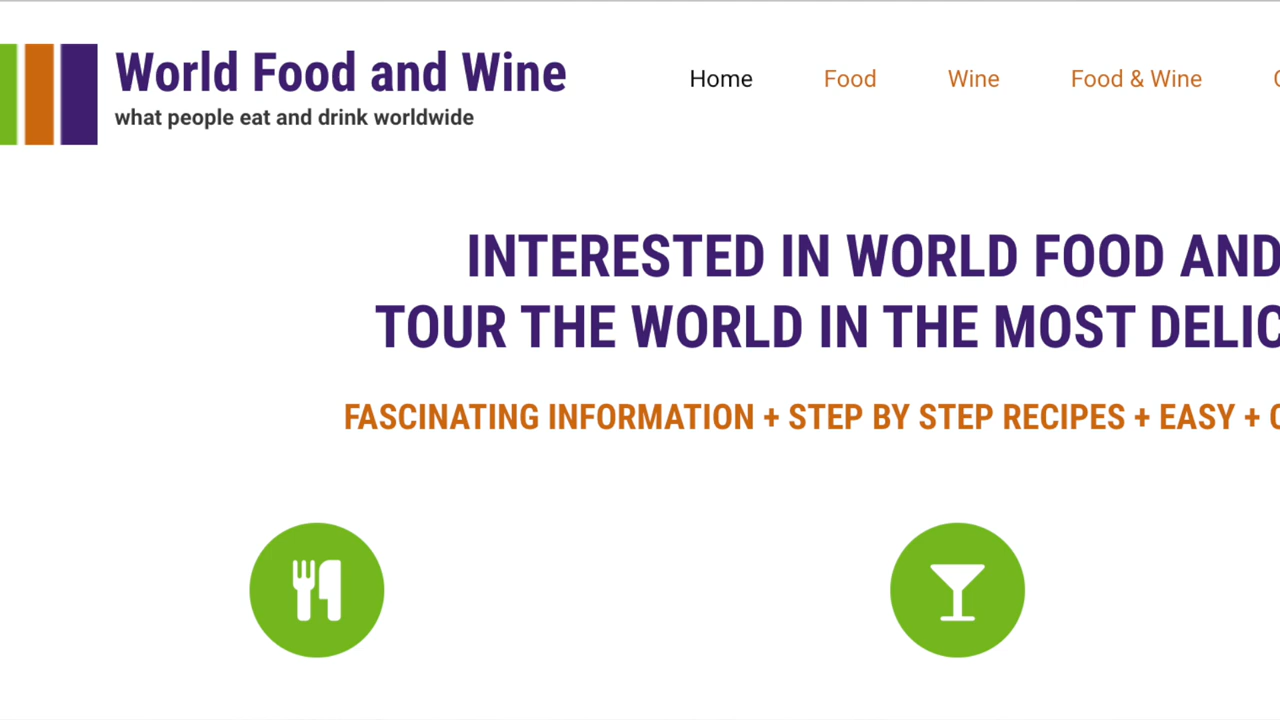 World Food and Wine
what people eat and drink worldwide
Home Food Wine Food & Wine
INTERESTED IN WORLD FOOD AND
TOUR THE WORLD IN THE MOST
FASCINATING INFORMATION + STEP BY STEP RECIPES + EASY +